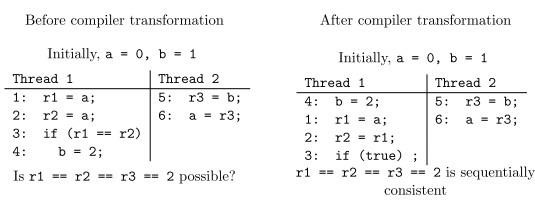 Before compiler transformation
Initially, a = 0, b = 1
Thread 1 Thread 2
1: r1 = a; 5: r3 = b;
2: r2 = a; 6: a = r3;
3: if (r1 == r2)
4: b = 2;
Is r1 == r2 == r3 == 2 possible?
After compiler transformation
Initially, a = 0, b = 1
Thread 1 Thread 2
4: b = 2; 5: r3 = b;
1: r1 = a; 6: a = r3;
2: r2 = r1;
3: if (true) ;
r1 == r2 == r3 == 2 is sequentially
consistent